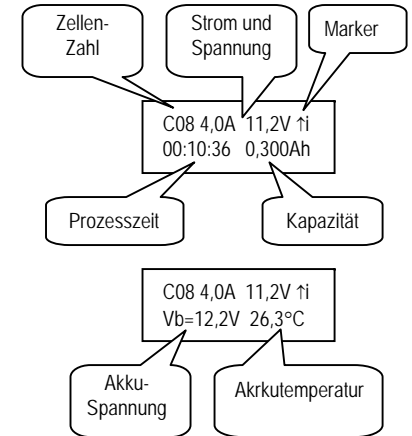 Zellen-
Zahl
Strom und
Spannung
Marker
C08 4,0A 11,2V ↑i
00:10:36 0,300Ah
Prozesszeit
Kapazität
C08 4,0A 11,2V ↑i
Vb=12,2V 26,3°C
Akku-
Spannung
Akrkutemperatur